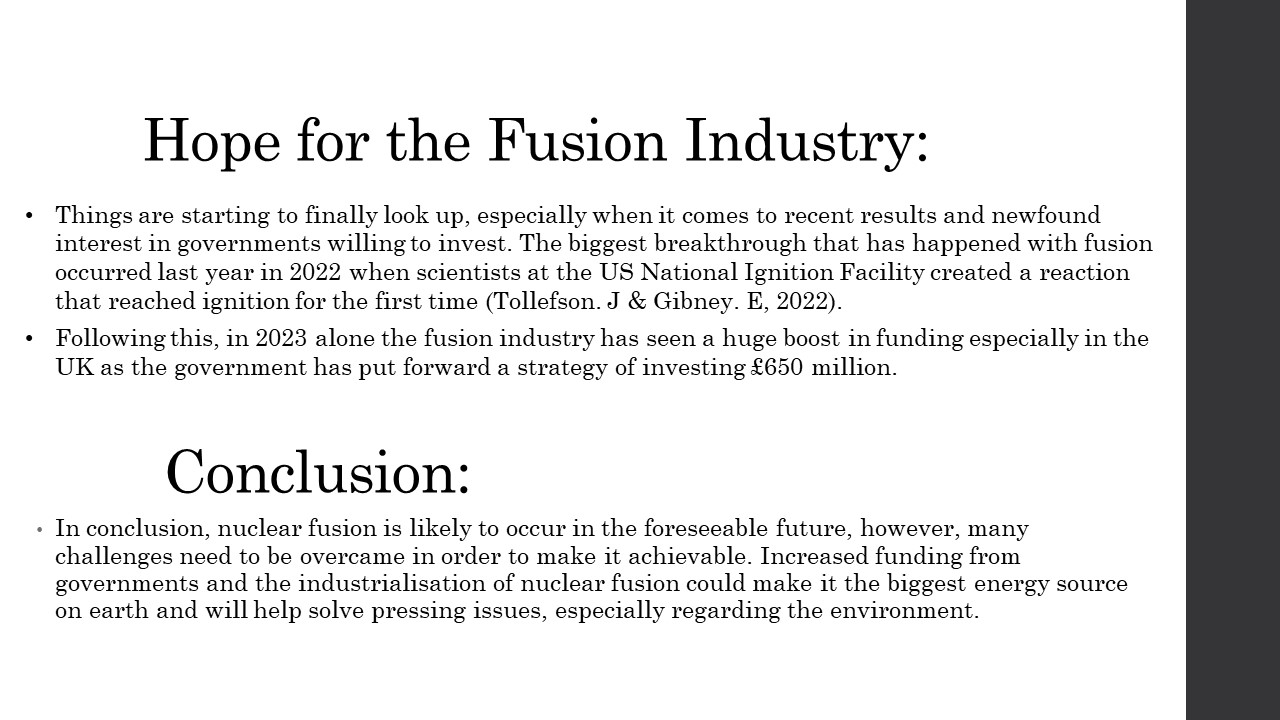 Hope for the Fusion Industry:
• Things are starting to finally look up, especially when it comes to recent results and newfound
interest in governments willing to invest. The biggest breakthrough that has happened with fusion
occurred last year in 2022 when scientists at the US National Ignition Facility created a reaction
that reached ignition for the first time (Tollefson. J & Gibney. E, 2022).
• Following this, in 2023 alone the fusion industry has seen a huge boost in funding especially in the
UK as the government has put forward a strategy of investing £650 million.
Conclusion:
• In conclusion, nuclear fusion is likely to occur in the foreseeable future, however, many
challenges need to be overcame in order to make it achievable. Increased funding from
governments and the industrialisation of nuclear fusion could make it the biggest energy source
on earth and will help solve pressing issues, especially regarding the environment.